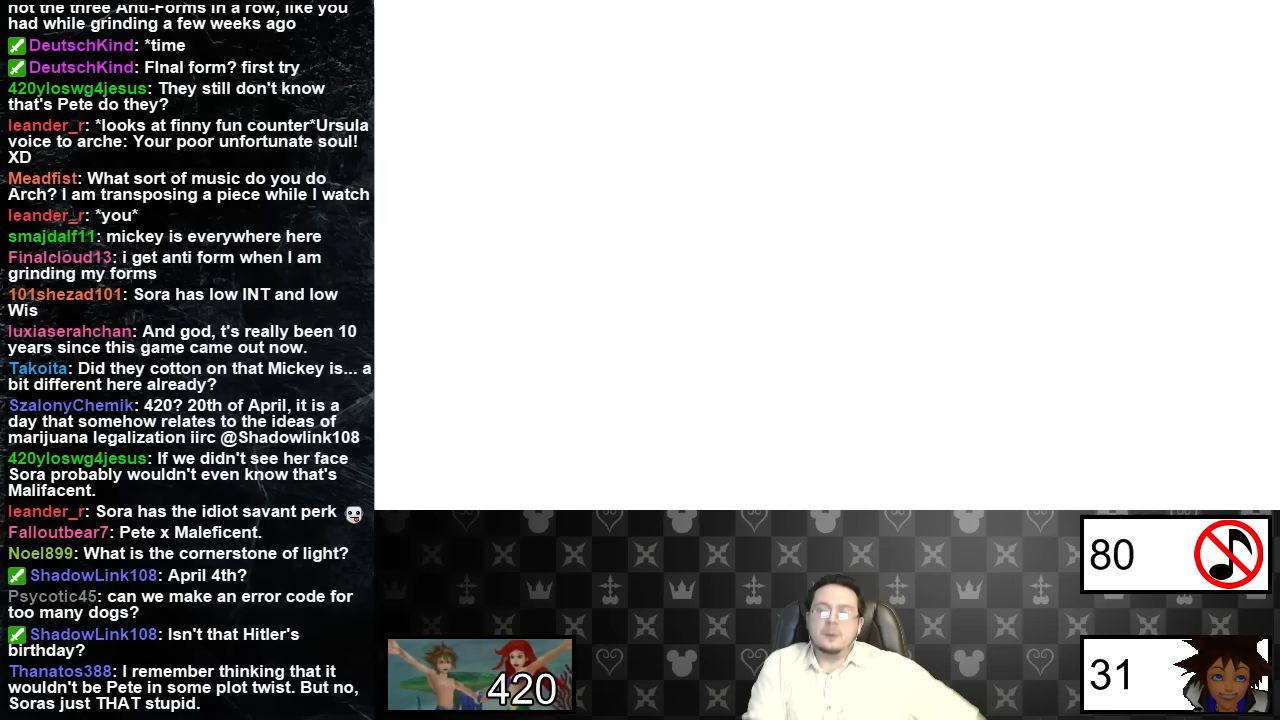 not the three Anti-Forms in a row, like you
had while grinding a few weeks ago
DeutschKind: *time
DeutschKind: FInal form? first try
420yloswg4jesus: They still don't know
that's Pete do they?
leander_r: *looks at finny fun counter*Ursula
voice to arche: Your poor unfortunate soul!
XD
Meadfist: What sort of music do you do
Arch? I am transposing a piece while I watch
leander_r: *you*
smajdalf11: mickey is everywhere here
Finalcloud13: i get anti form when I am
grinding my forms
101shezad101: Sora has low INT and low
Wis
luxiaserahchan: And god, t's really been 10
years since this game came out now.
Takoita: Did they cotton on that Mickey is... a
bit different here already?
SzalonyChemik: 420? 20th of April, it is a
day that somehow relates to the ideas of
marijuana legalization iirc @Shadowlink108
420yloswg4jesus: If we didn't see her face
Sora probably wouldn't even know that's
Malifacent.
leander_r: Sora has the idiot savant perk
Falloutbear7: Pete x Maleficent.
Noel899: What is the cornerstone of light?
ShadowLink108: April 4th?
Psycotic45: can we make an error code for
too many dogs?
ShadowLink108: Isn't that Hitler's
birthday?
Thanatos388: I remember thinking that it
wouldn't be Pete in some plot twist. But no,
Soras just THAT stupid.
420
80
31